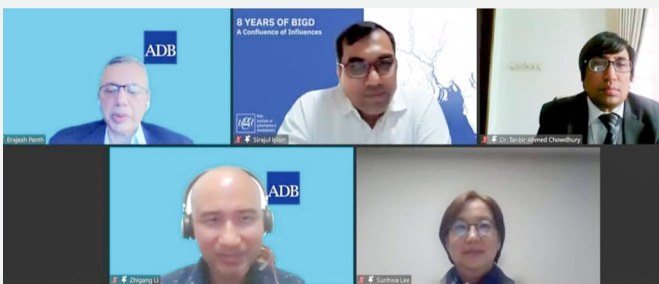 ADB
Brajesh Panth
8 YEARS OF BIGD
A Confluence of Influences
Sirajul Islam
Dr. Tanbir Ahmed Chowdhury
ADB
Zhigang Li
Sunhwa Lee